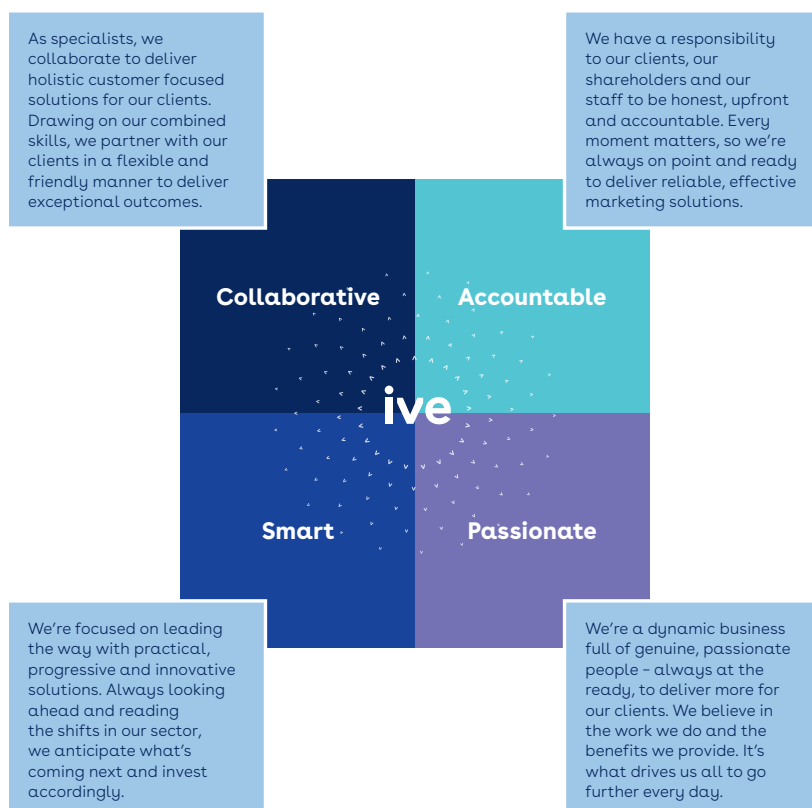 As specialists, we
collaborate to deliver
holistic customer focused
solutions for our clients.
Drawing on our combined
skills, we partner with our
clients in a flexible and
friendly manner to deliver
exceptional outcomes.
We have a responsibility
to our clients, our
shareholders and our
staff to be honest, upfront
and accountable. Every
moment matters, so we’re
always on point and ready
to deliver reliable, effective
marketing solutions.
Collaborative
Accountable
ive
Smart
Passionate
We’re focused on leading
the way with practical,
progressive and innovative
solutions. Always looking
ahead and reading
the shifts in our sector,
we anticipate what’s
coming next and invest
accordingly.
We’re a dynamic business
full of genuine, passionate
people – always at the
ready, to deliver more for
our clients. We believe in
the work we do and the
benefits we provide. It’s
what drives us all to go
further every day.